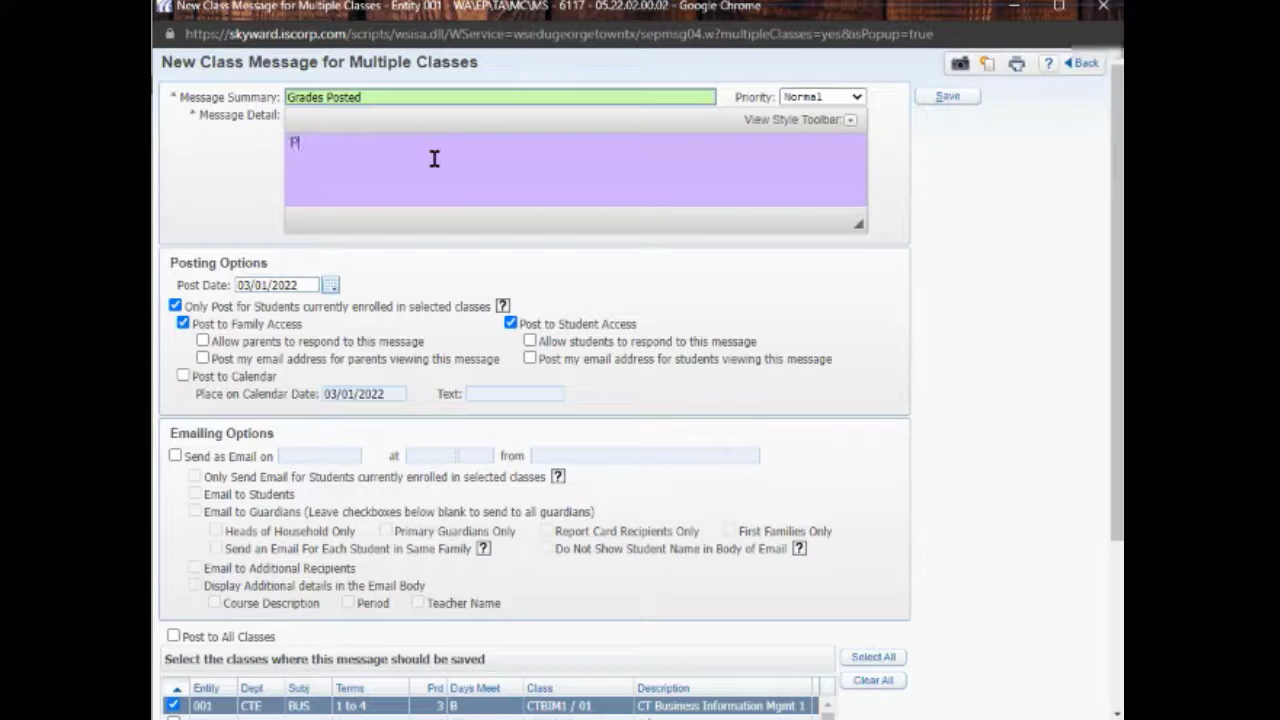 New Class Message for Multiple Classes - Entity 001 - WA\EP\TA\MC\MS - 6117 - 05.22.02.00.02 - Google Chrome
https://skyward.iscorp.com/scripts/wsisa.dll/WService=wsedugeorgetowntx/sepmsg04.w?multipleClasses=yes&isPopup=true
New Class Message for Multiple Classes
? Back
* Message Summary: Grades Posted Priority: Normal Save
* Message Detail: View Style Toolbar:
P
Posting Options
Post Date: 03/01/2022
Only Post for Students currently enrolled in selected classes ?
Post to Family Access Post to Student Access
Allow parents to respond to this message Allow students to respond to this message
Post my email address for parents viewing this message Post my email address for students viewing this message
Post to Calendar
Place on Calendar Date: 03/01/2022 Text:
Emailing Options
Send as Email on at from
Only Send Email for Students currently enrolled in selected classes ?
Email to Students
Email to Guardians (Leave checkboxes below blank to send to all guardians)
Heads of Household Only Primary Guardians Only Report Card Recipients Only First Families Only
Send an Email For Each Student in Same Family ? Do Not Show Student Name in Body of Email ?
Email to Additional Recipients
Display Additional details in the Email Body
Course Description Period Teacher Name
Post to All Classes
Select the classes where this message should be saved Select All
Clear All
Entity Dept Subj Terms Prd Days Meet Class Description
001 CTE BUS 1 to 4 3 B CTBIM1 / 01 CT Business Information Mgmt 1